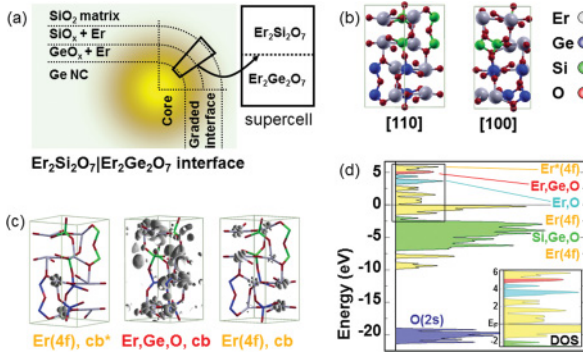 (a)
SiO2 matrix
SiOx + Er
GeOx + Er
Ge NC
Core
Graded
interface
Er2Si2O7
Er2Ge2O7
supercell
Er2Si2O7|Er2Ge2O7 interface
(b)
[110]
[100]
Er
Ge
Si
O
(c)
Er(4f), cb*
Er,Ge,O, cb
Er(4f), cb
(d)
Energy (eV)
5
0
-5
-10
-15
-20
O(2s)
Er*(4f)
Er,Ge,O
Er,O
Er(4f)
Si,Ge,O
Er(4f)
6
4
2
EF
-2
DOS